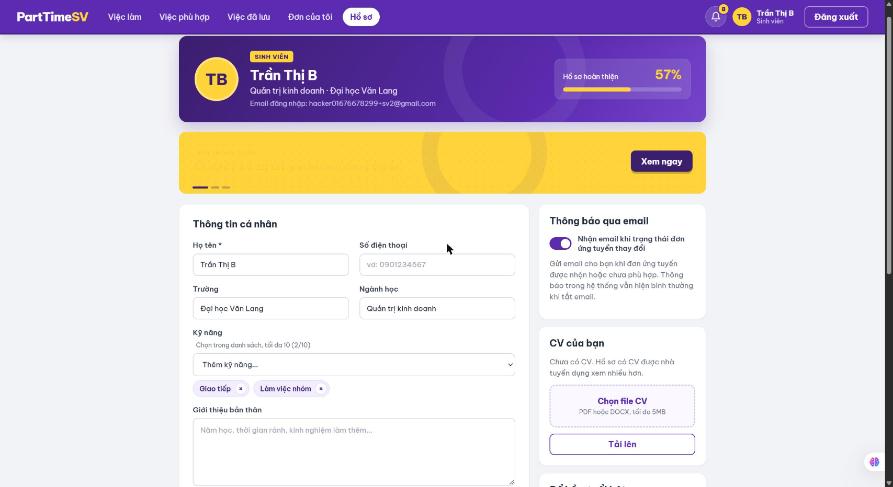 PartTimeSV
Việc làm
Việc phù hợp
Việc đã lưu
Đơn của tôi
Hồ sơ
8
TB
Trần Thị B
Sinh viên
Đăng xuất
TB
SINH VIÊN
Trần Thị B
Quản trị kinh doanh · Đại học Văn Lang
Email đăng nhập: hacker01676678299-sv2@gmail.com
Hồ sơ hoàn thiện
57%
Xem ngay
Thông tin cá nhân
Họ tên *
Số điện thoại
Trần Thị B
vd: 0901234567
Trường
Ngành học
Đại học Văn Lang
Quản trị kinh doanh
Kỹ năng
Chọn trong danh sách, tối đa 10 (2/10)
Thêm kỹ năng...
Giao tiếp ×
Làm việc nhóm ×
Giới thiệu bản thân
Năm học, thời gian rảnh, kinh nghiệm làm thêm...
Thông báo qua email
Nhận email khi trạng thái đơn
ứng tuyển thay đổi
Gửi email cho bạn khi đơn ứng tuyển
được nhận hoặc chưa phù hợp. Thông
báo trong hệ thống vẫn hiện bình thường
khi tắt email.
CV của bạn
Chưa có CV. Hồ sơ có CV được nhà
tuyển dụng xem nhiều hơn.
Chọn file CV
PDF hoặc DOCX, tối đa 5MB
Tải lên